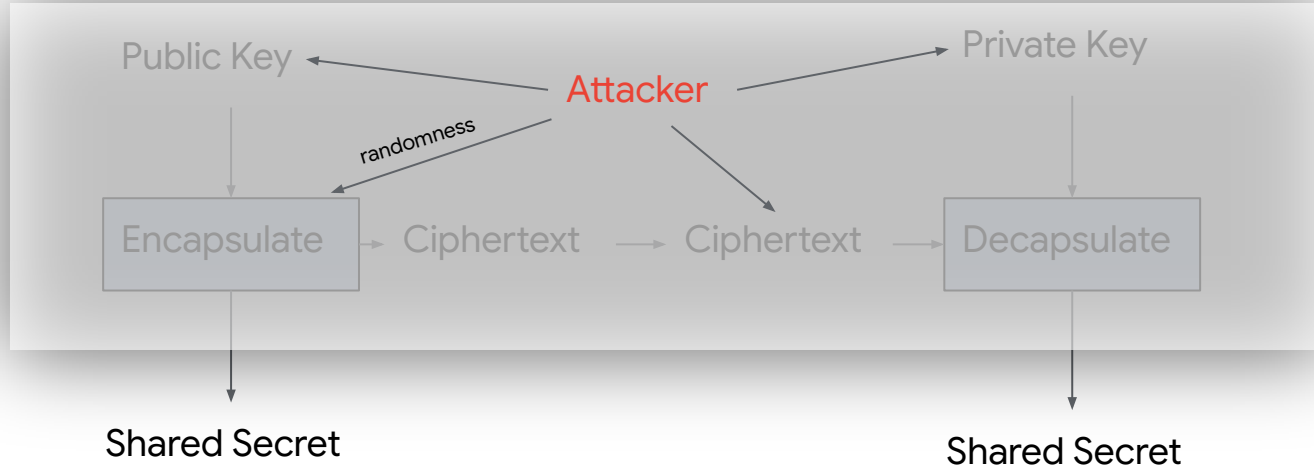 Public Key
Private Key
Attacker
randomness
Encapsulate
Ciphertext
Ciphertext
Decapsulate
Shared Secret
Shared Secret